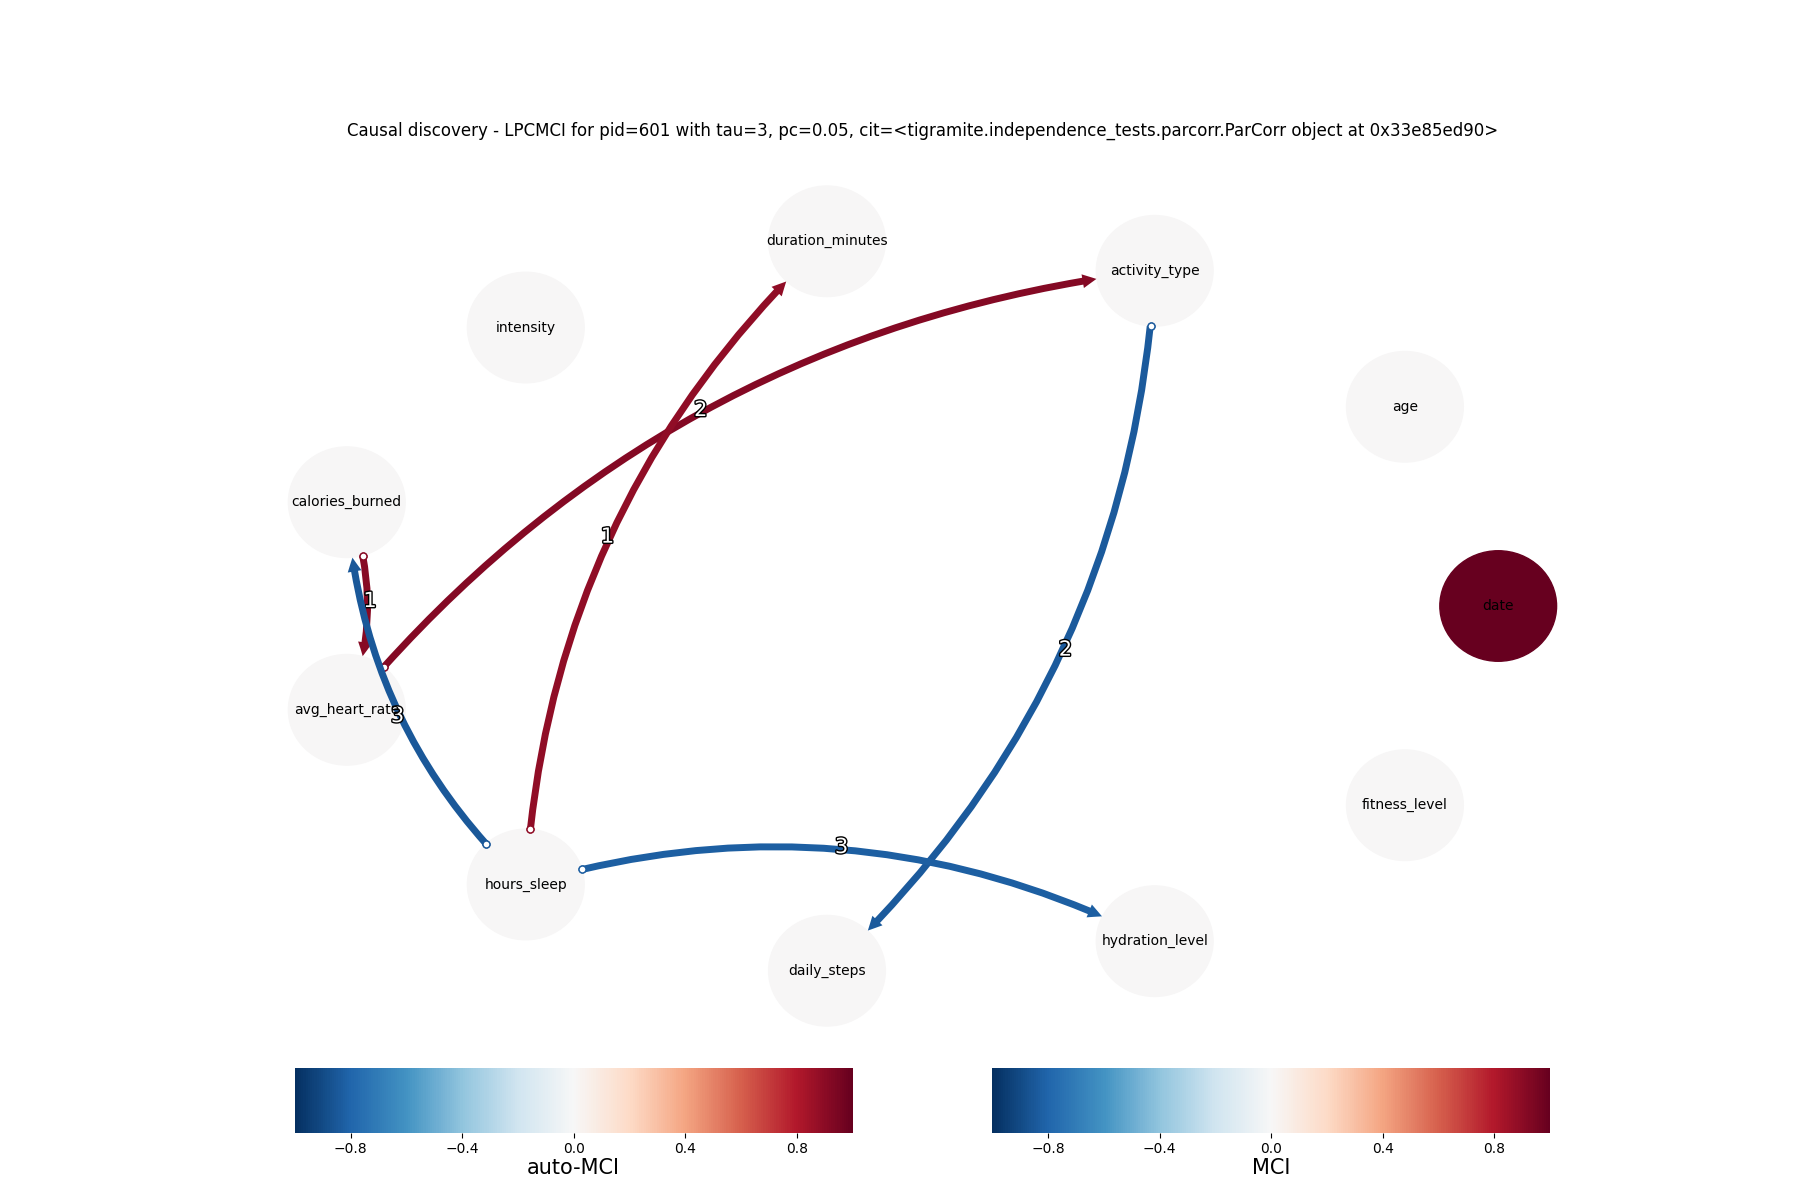 Causal discovery - LPCMCI for pid=601 with tau=3, pc=0.05, cit=<tigramite.independence_tests.parcorr.ParCorr object at 0x33e85ed90>
duration_minutes
activity_type
intensity
age
2
calories_burned
1
date
1
2
avg_heart_rate
3
fitness_level
3
hours_sleep
hydration_level
daily_steps
−0.8 −0.4 0.0 0.4 0.8
auto-MCI
−0.8 −0.4 0.0 0.4 0.8
MCI